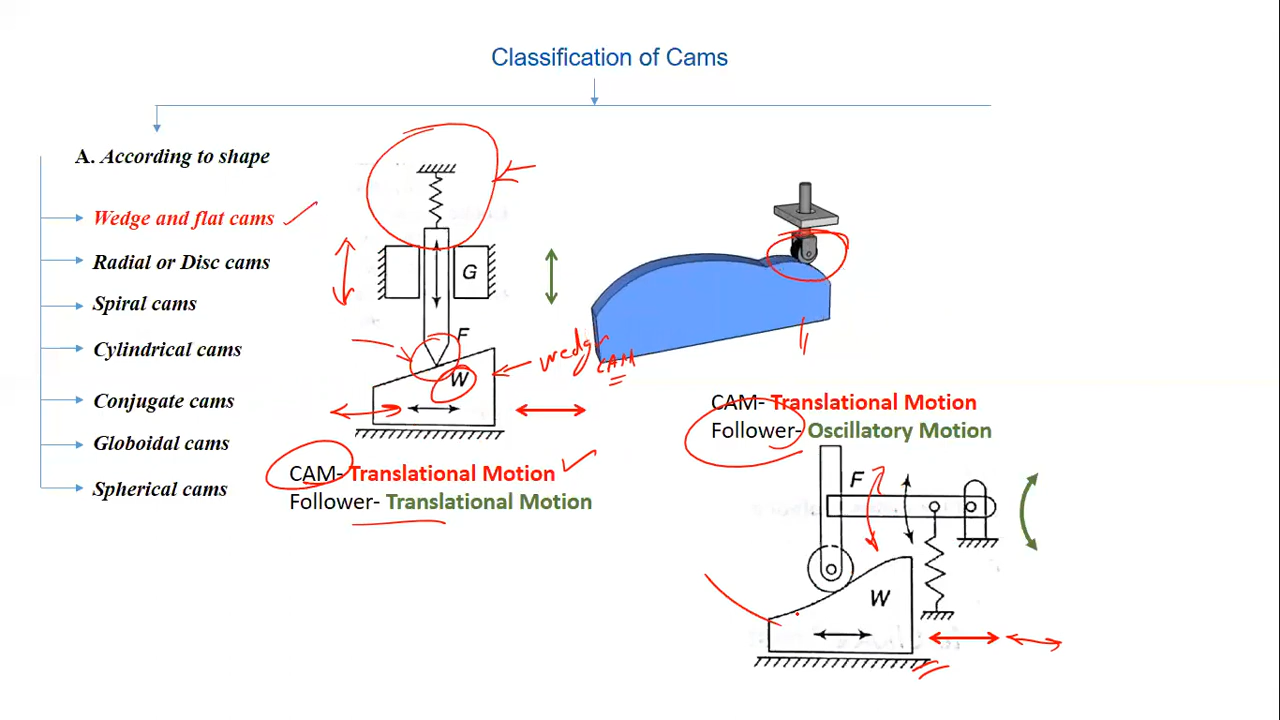 Classification of Cams
A. According to shape
Wedge and flat cams
Radial or Disc cams
Spiral cams
Cylindrical cams
Conjugate cams
Globoidal cams
Spherical cams
G
F
W
wedge
CAM
CAM- Translational Motion
Follower- Translational Motion
CAM- Translational Motion
Follower- Oscillatory Motion
F
W